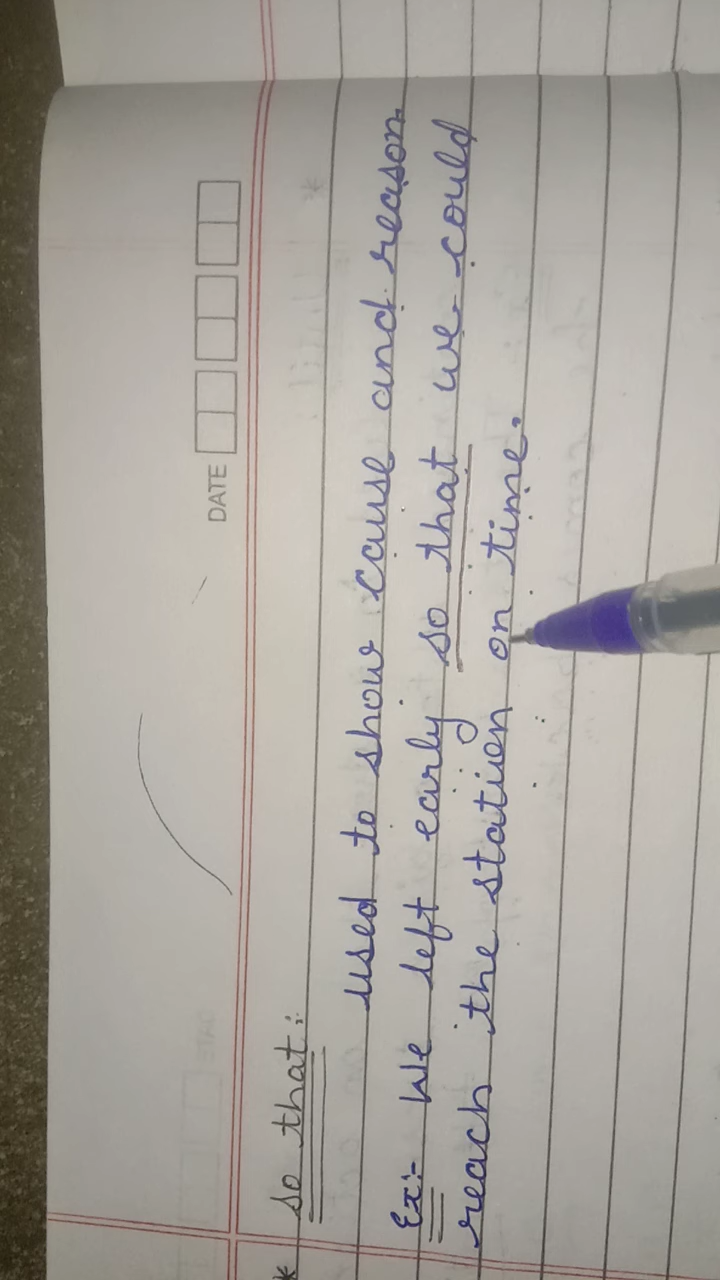 DATE
* so that :-
used to show cause and reason.
Ex:- We left early so that we could
reach the station on time.